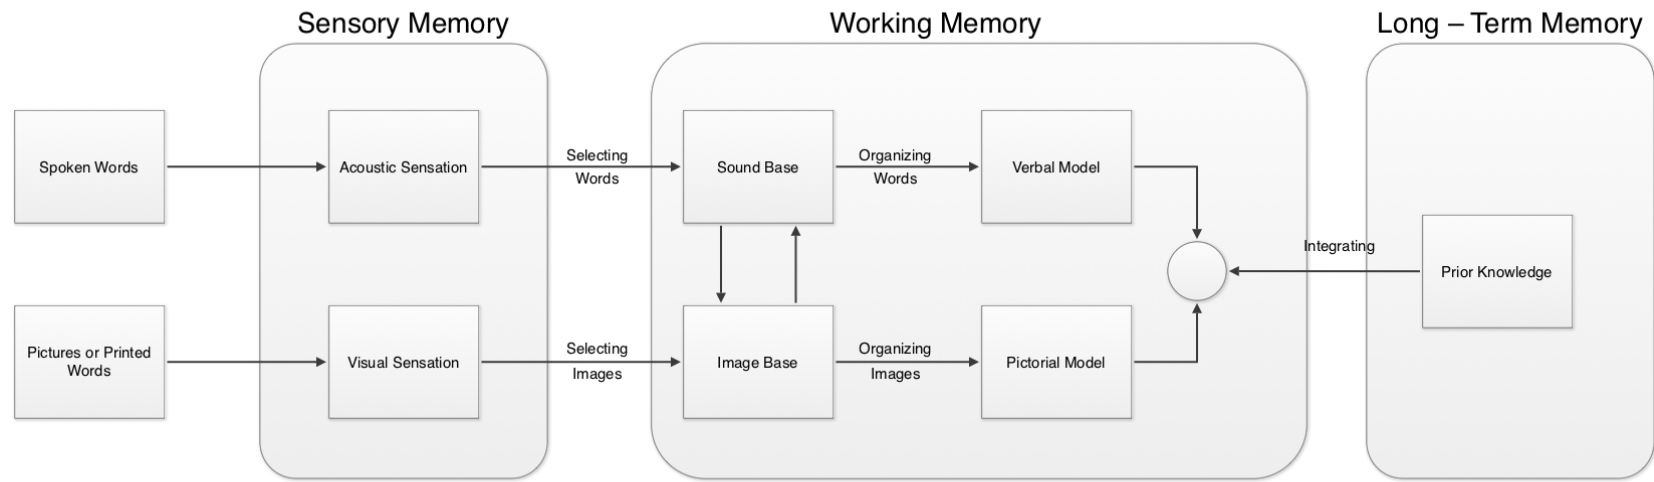 Sensory Memory
Working Memory
Long – Term Memory
Spoken Words
Acoustic Sensation
Selecting
Words
Sound Base
Organizing
Words
Verbal Model
Integrating
Prior Knowledge
Pictures or Printed
Words
Visual Sensation
Selecting
Images
Image Base
Organizing
Images
Pictorial Model